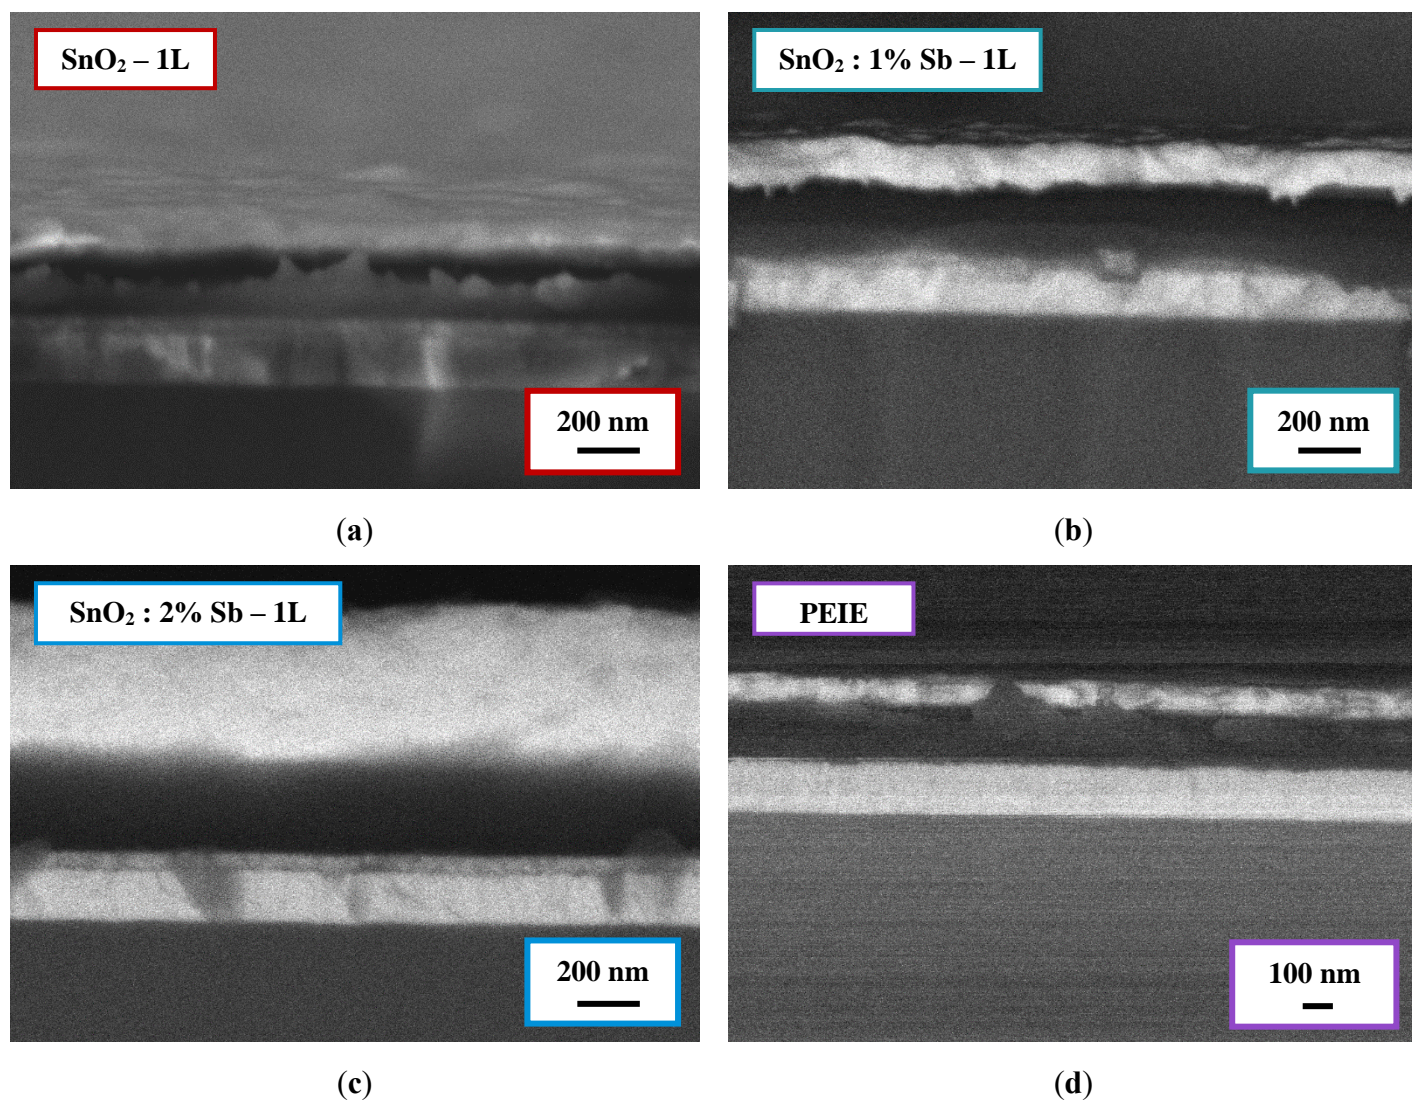 SnO₂ – 1L
SnO₂ : 1% Sb – 1L
200 nm
200 nm
(a)
(b)
SnO₂ : 2% Sb – 1L
PEIE
200 nm
100 nm
(c)
(d)